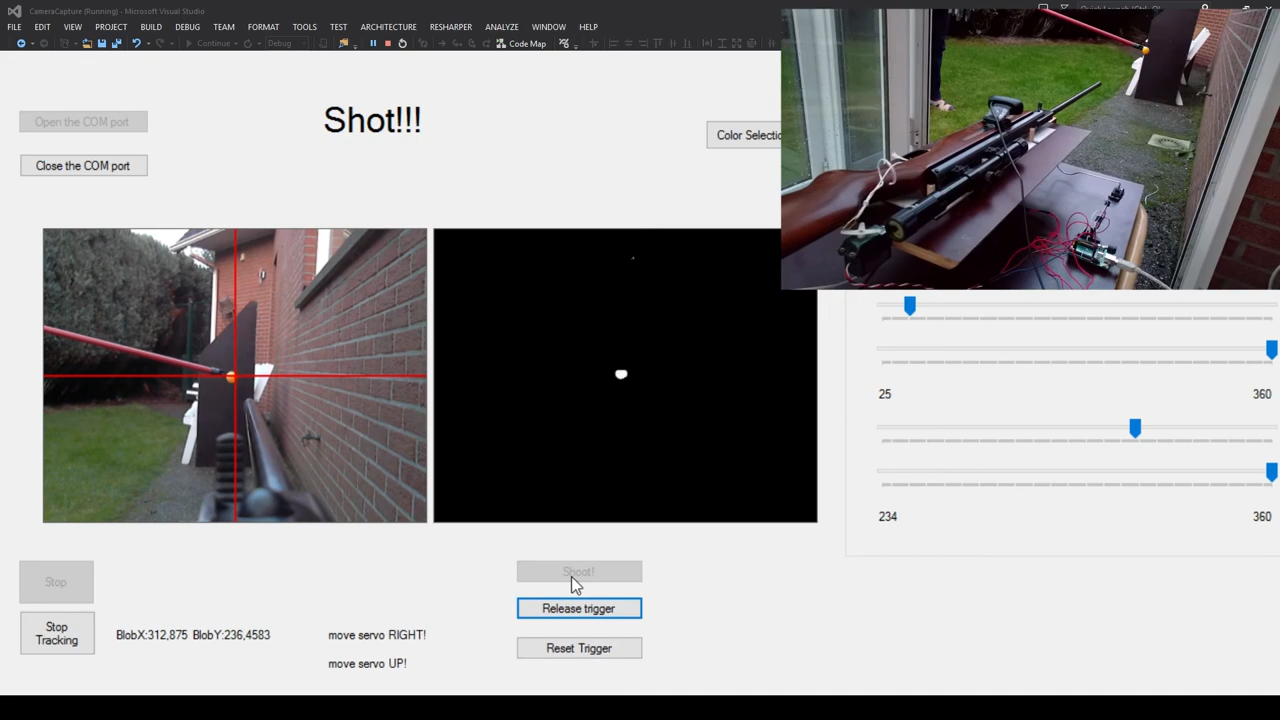 CameraCapture (Running) - Microsoft Visual Studio
FILE EDIT VIEW PROJECT BUILD DEBUG TEAM FORMAT TOOLS TEST ARCHITECTURE RESHARPER ANALYZE WINDOW HELP
Continue Debug Code Map
Open the COM port
Shot!!!
Color Selectio
Close the COM port
25 360
234 360
Stop
Shoot!
Release trigger
Stop
Tracking
BlobX:312,875 BlobY:236,4583
move servo RIGHT!
Reset Trigger
move servo UP!